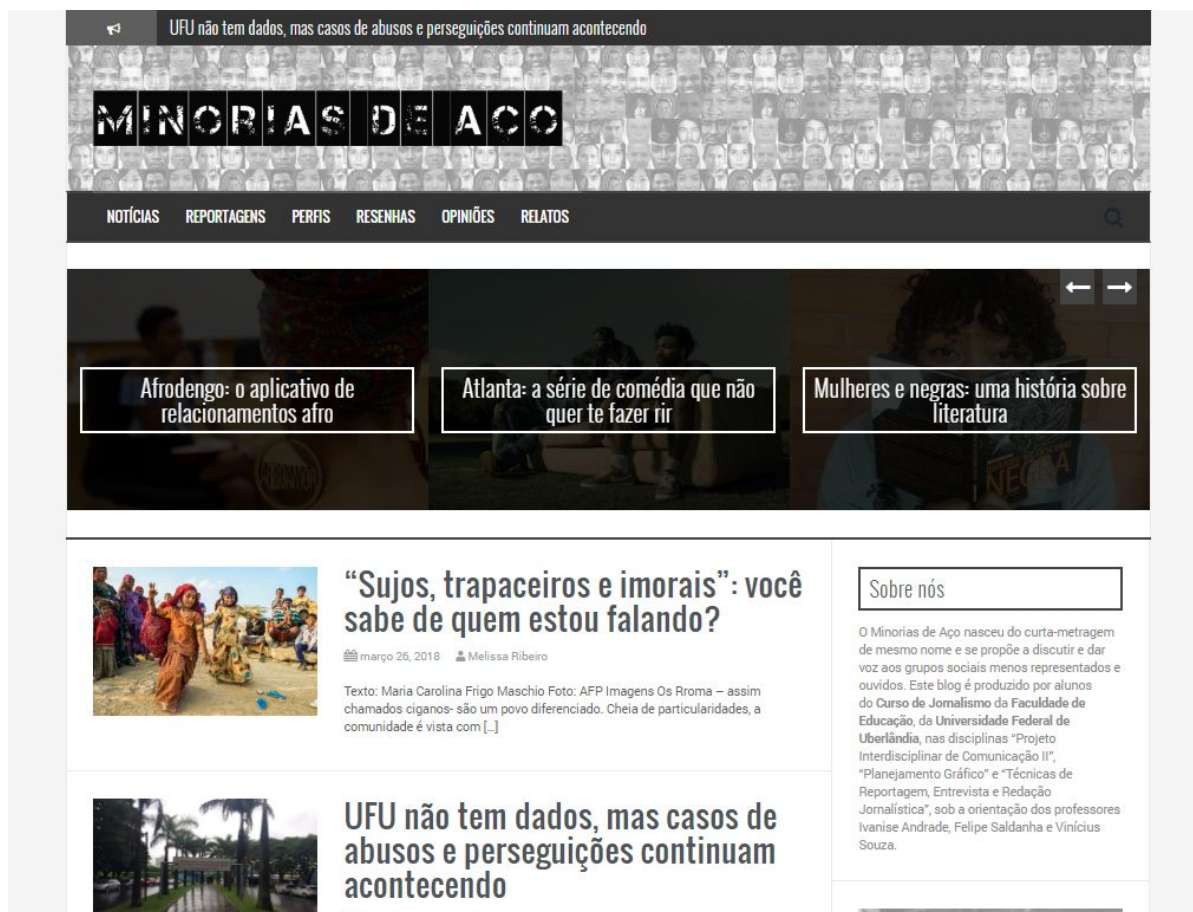 UFU não tem dados, mas casos de abusos e perseguições continuam acontecendo
MINORIAS DE AÇO
NOTÍCIAS REPORTAGENS PERFIS RESENHAS OPINIÕES RELATOS
Afrodengo: o aplicativo de
relacionamentos afro
Atlanta: a série de comédia que não
quer te fazer rir
Mulheres e negras: uma história sobre
literatura
NEGRA
“Sujos, trapaceiros e imorais”: você
sabe de quem estou falando?
março 26, 2018 Melissa Ribeiro
Texto: Maria Carolina Frigo Maschio Foto: AFP Imagens Os Rroma – assim
chamados ciganos- são um povo diferenciado. Cheia de particularidades, a
comunidade é vista com [...]
UFU não tem dados, mas casos de
abusos e perseguições continuam
acontecendo
Sobre nós
O Minorias de Aço nasceu do curta-metragem
de mesmo nome e se propõe a discutir e dar
voz aos grupos sociais menos representados e
ouvidos. Este blog é produzido por alunos
do Curso de Jornalismo da Faculdade de
Educação, da Universidade Federal de
Uberlândia, nas disciplinas “Projeto
Interdisciplinar de Comunicação II”,
“Planejamento Gráfico” e “Técnicas de
Reportagem, Entrevista e Redação
Jornalística”, sob a orientação dos professores
Ivanise Andrade, Felipe Saldanha e Vinícius
Souza.